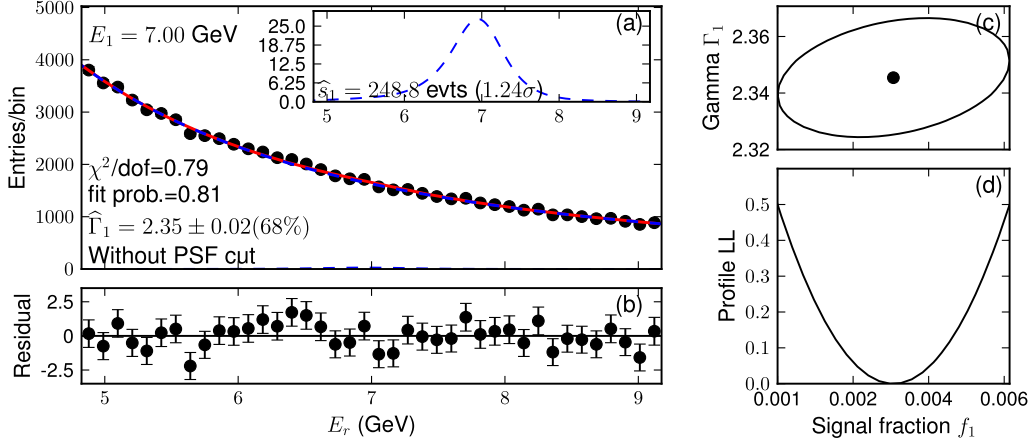 (a)
E₁ = 7.00 GeV
5000
4000
3000
2000
1000
0
Entries/bin
25.0
18.75
12.5
6.25
0.0
5 6 7 8 9
ŝ₁ = 248.8 evts (1.24σ)
χ²/dof=0.79
fit prob.=0.81
Γ̂₁ = 2.35 ± 0.02(68%)
Without PSF cut
(b)
2.5
0
-2.5
Residual
5 6 7 8 9
Eᵣ (GeV)
(c)
2.36
2.34
2.32
Gamma Γ₁
(d)
0.5
0.4
0.3
0.2
0.1
0.0
Profile LL
0.001 0.002 0.004 0.006
Signal fraction f₁